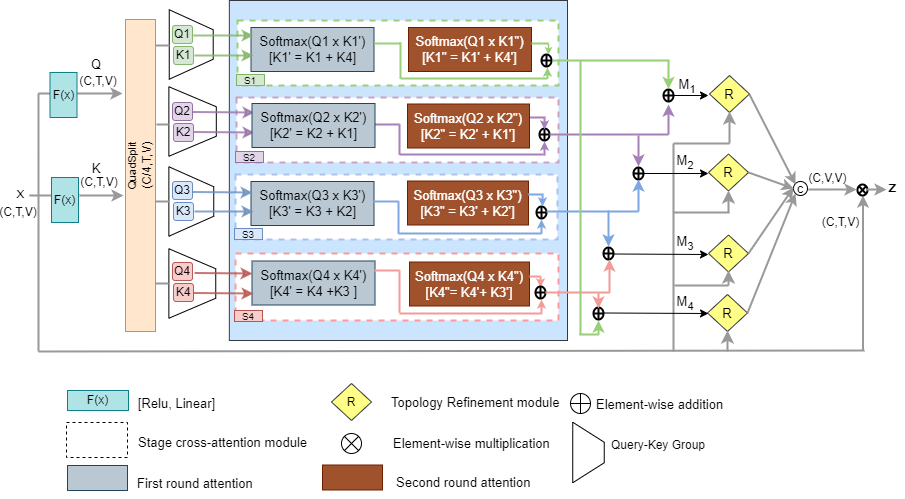 Q
(C,T,V)
F(x)
K
(C,T,V)
F(x)
X
(C,T,V)
QuadSplit
(C/4,T,V)
Q1
K1
Softmax(Q1 x K1')
[K1' = K1 + K4]
Softmax(Q1 x K1")
[K1" = K1' + K4']
S1
Q2
K2
Softmax(Q2 x K2')
[K2' = K2 + K1]
Softmax(Q2 x K2")
[K2" = K2' + K1']
S2
Q3
K3
Softmax(Q3 x K3')
[K3' = K3 + K2]
Softmax(Q3 x K3")
[K3" = K3' + K2']
S3
Q4
K4
Softmax(Q4 x K4')
[K4' = K4 +K3 ]
Softmax(Q4 x K4")
[K4"= K4'+ K3']
S4
M1
R
M2
R
M3
R
M4
R
C
(C,V,V)
Z
(C,T,V)
F(x)
[Relu, Linear]
R
Topology Refinement module
Element-wise addition
Stage cross-attention module
Element-wise multiplication
Query-Key Group
First round attention
Second round attention